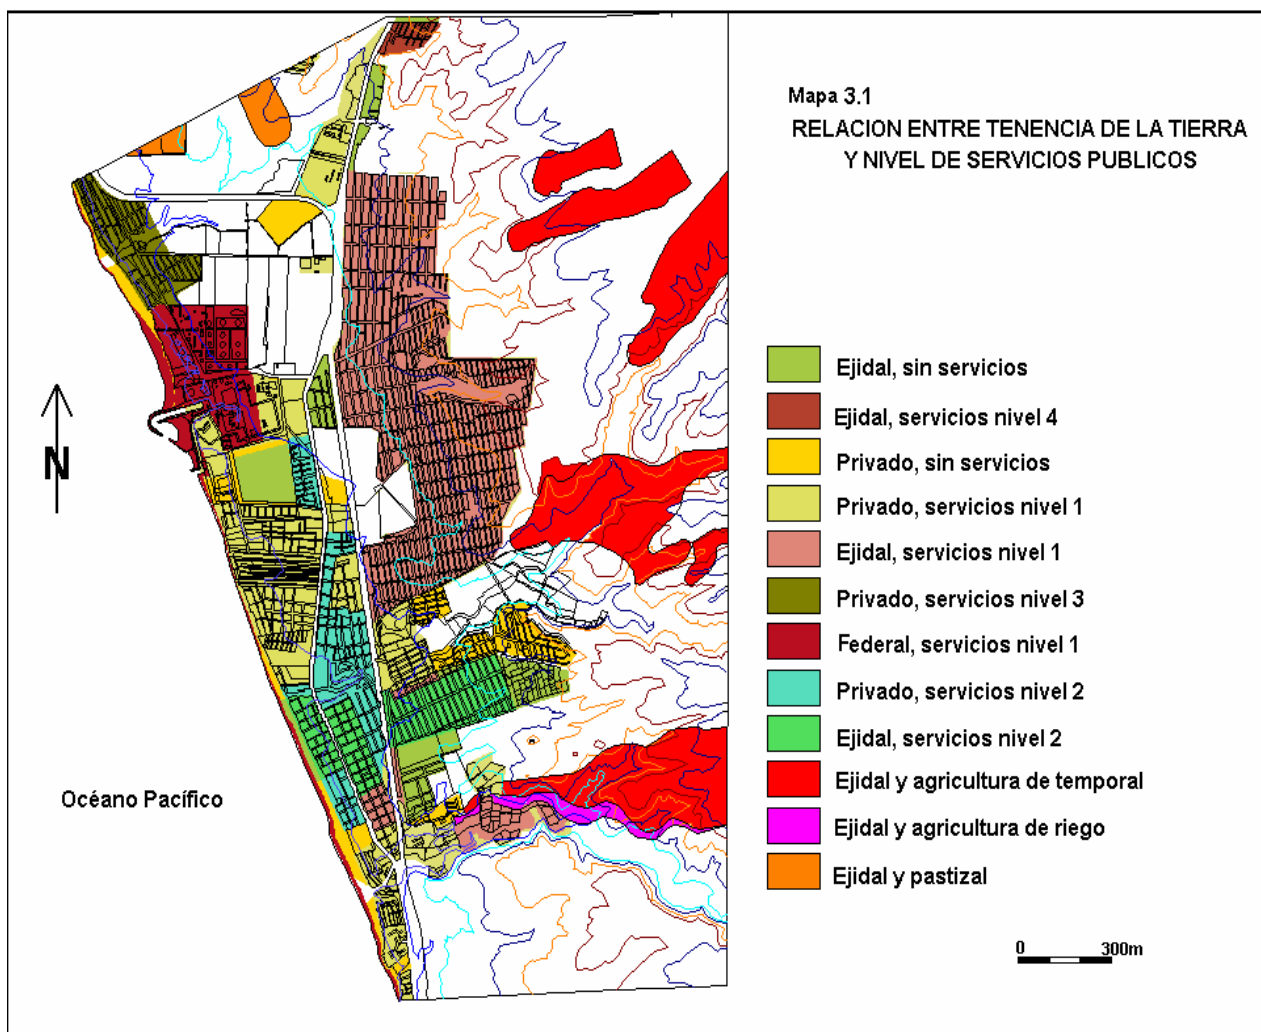 Mapa 3.1
RELACION ENTRE TENENCIA DE LA TIERRA
Y NIVEL DE SERVICIOS PUBLICOS
Ejidal, sin servicios
Ejidal, servicios nivel 4
Privado, sin servicios
Privado, servicios nivel 1
Ejidal, servicios nivel 1
Privado, servicios nivel 3
Federal, servicios nivel 1
Privado, servicios nivel 2
Ejidal, servicios nivel 2
Ejidal y agricultura de temporal
Ejidal y agricultura de riego
Ejidal y pastizal
N
Océano Pacífico
0 300m